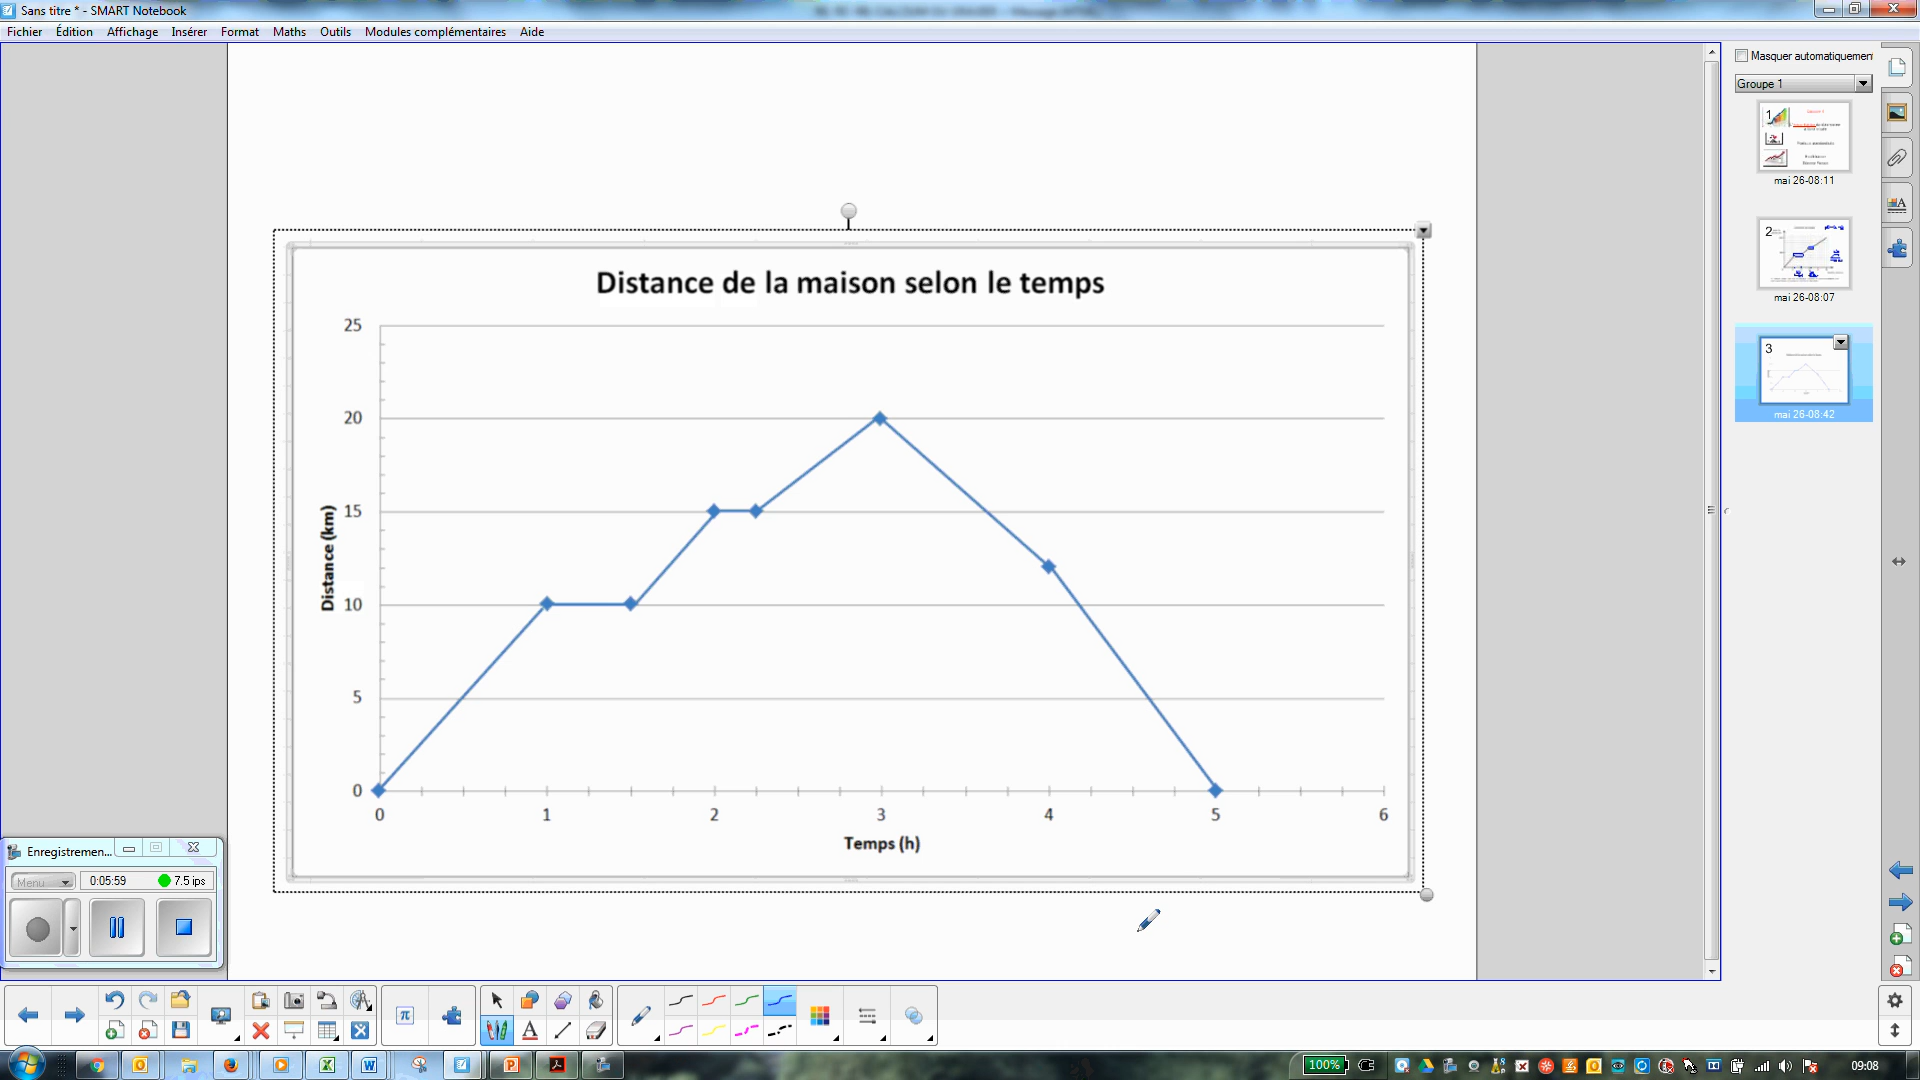 Sans titre * - SMART Notebook
Fichier Édition Affichage Insérer Format Maths Outils Modules complémentaires Aide
Masquer automatiquemen
Groupe 1
1
mai 26-08:11
2
mai 26-08:07
3
mai 26-08:42
Distance de la maison selon le temps
25
20
15
10
5
0
Distance (km)
0 1 2 3 4 5 6
Temps (h)
Enregistremen...
Menu
0:05:59
7.5 ips
π
A
100%
09:08